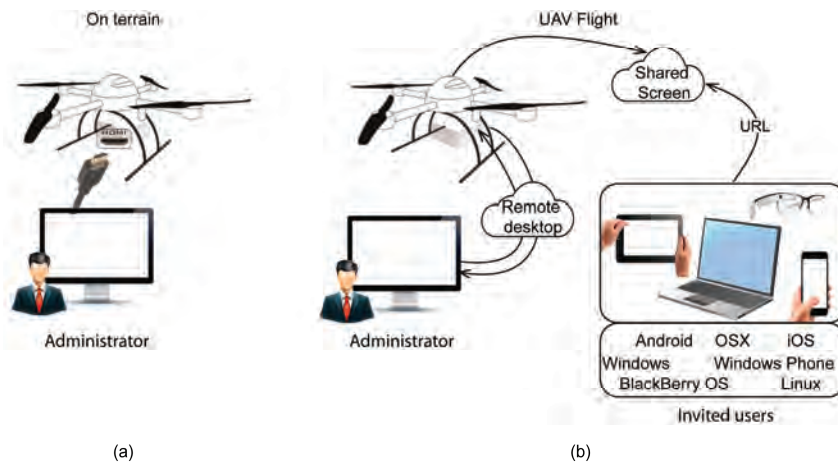 On terrain
UAV Flight
Shared
Screen
URL
Remote
desktop
Administrator
Administrator
Android OSX iOS
Windows Windows Phone
BlackBerry OS Linux
Invited users
(a)
(b)